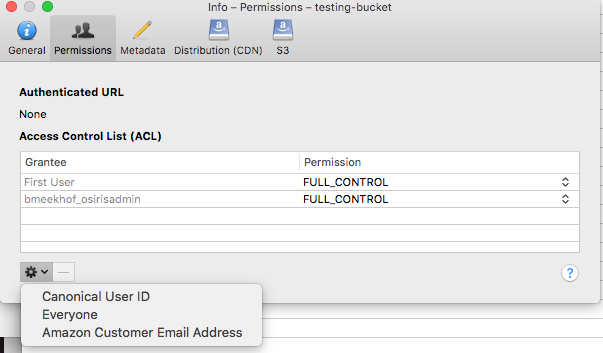 Info – Permissions – testing-bucket
General Permissions Metadata Distribution (CDN) S3
Authenticated URL
None
Access Control List (ACL)
Grantee Permission
First User FULL_CONTROL
bmeekhof_osirisadmin FULL_CONTROL
?
Canonical User ID
Everyone
Amazon Customer Email Address